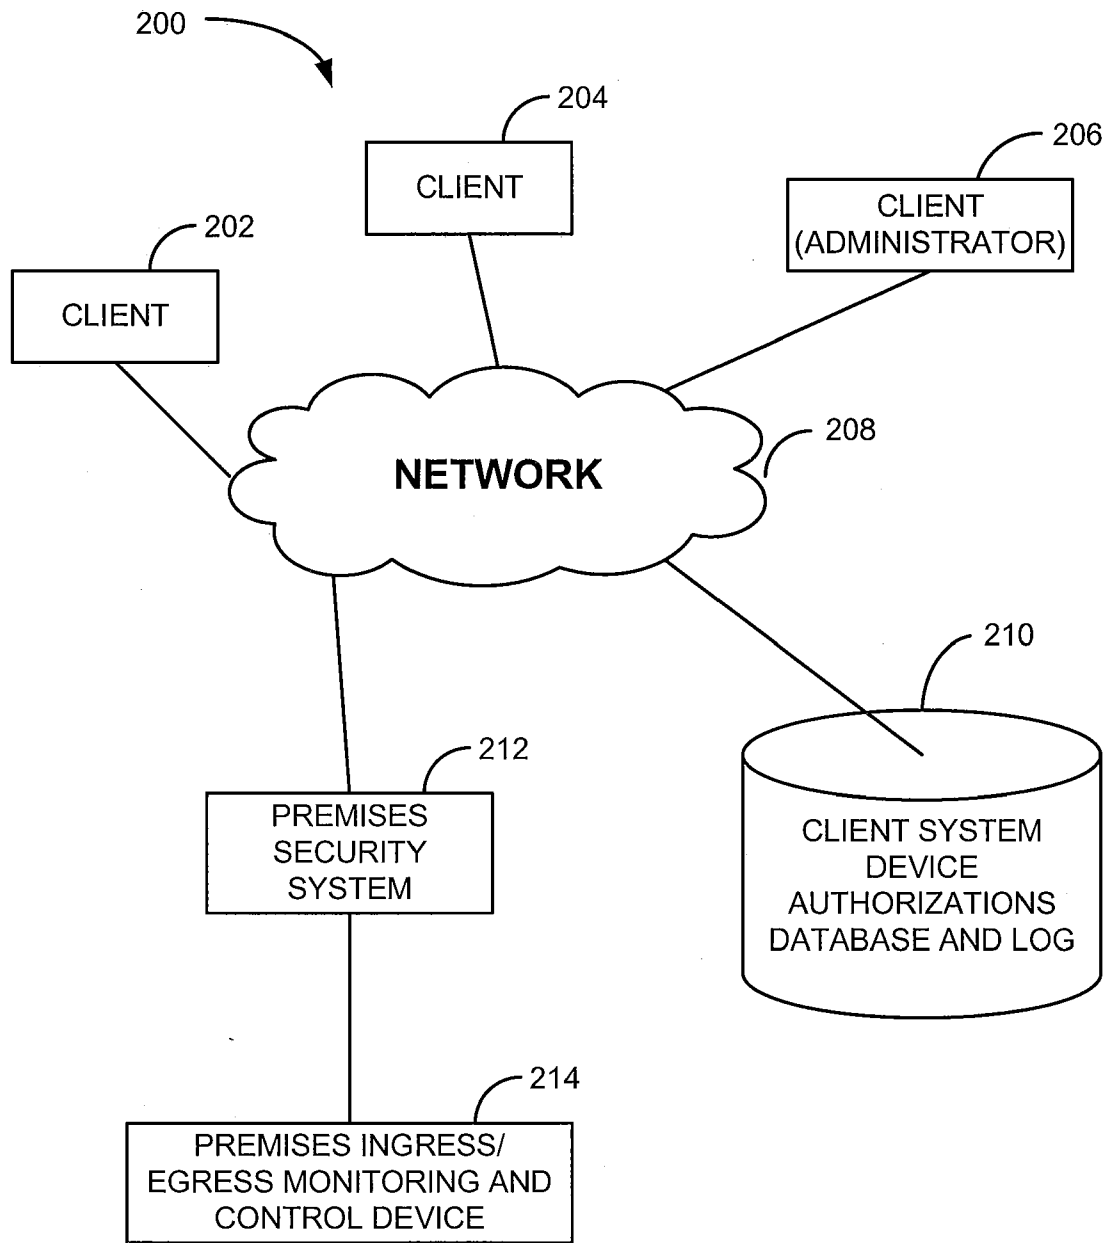 200
204
CLIENT
206
CLIENT
(ADMINISTRATOR)
202
CLIENT
208
NETWORK
210
CLIENT SYSTEM
DEVICE
AUTHORIZATIONS
DATABASE AND LOG
212
PREMISES
SECURITY
SYSTEM
214
PREMISES INGRESS/
EGRESS MONITORING AND
CONTROL DEVICE